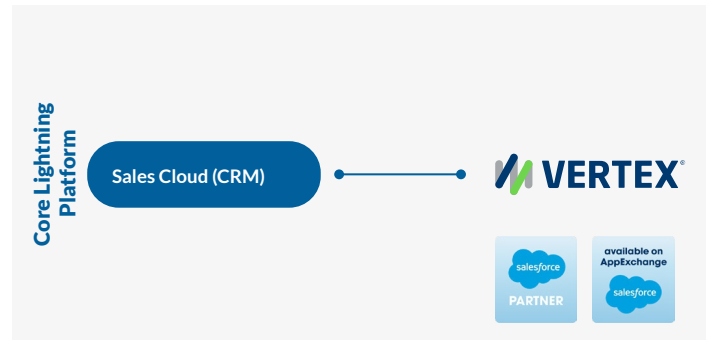 Core Lightning
Platform
Sales Cloud (CRM)
VERTEX®
salesforce
PARTNER
available on
AppExchange
salesforce